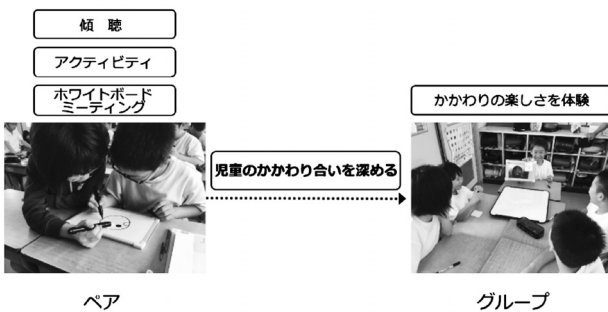 傾 聴
アクティビティ
ホワイトボード
ミーティング
かかわりの楽しさを体験
児童のかかわり合いを深める
ペア
グループ